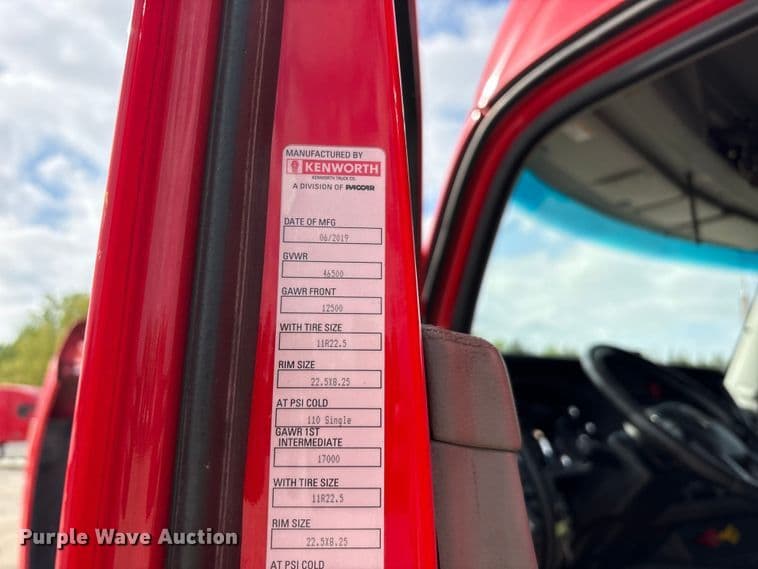 MANUFACTURED BY
KENWORTH
KENWORTH TRUCK CO.
A DIVISION OF PACCAR
DATE OF MFG
06/2019
GVWR
46500
GAWR FRONT
12500
WITH TIRE SIZE
11R22.5
RIM SIZE
22.5X8.25
AT PSI COLD
110 Single
GAWR 1ST
INTERMEDIATE
17000
WITH TIRE SIZE
11R22.5
RIM SIZE
22.5X8.25
AT PSI COLD
Purple Wave Auction